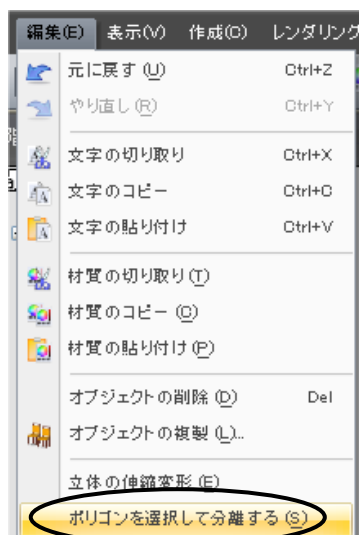 編集(E) 表示(V) 作成(C) レンダリング
元に戻す(U) Ctrl+Z
やり直し(R) Ctrl+Y
文字の切り取り Ctrl+X
文字のコピー Ctrl+C
文字の貼り付け Ctrl+V
材質の切り取り(T)
材質のコピー(C)
材質の貼り付け(P)
オブジェクトの削除(D) Del
オブジェクトの複製(L)...
立体の伸縮変形(E)
ポリゴンを選択して分離する(S)